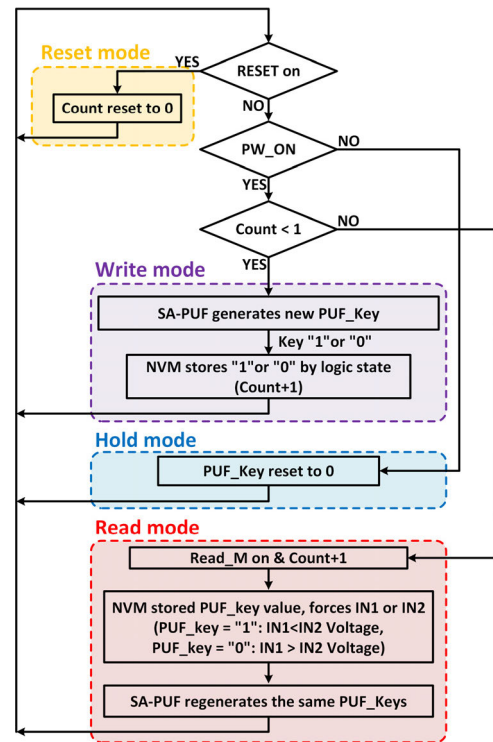 Reset mode
YES
RESET on
Count reset to 0
NO
PW_ON
NO
YES
Count < 1
NO
YES
Write mode
SA-PUF generates new PUF_Key
Key "1"or "0"
NVM stores "1"or "0" by logic state
(Count+1)
Hold mode
PUF_Key reset to 0
Read mode
Read_M on & Count+1
NVM stored PUF_key value, forces IN1 or IN2
(PUF_key = "1": IN1<IN2 Voltage,
PUF_key = "0": IN1 > IN2 Voltage)
SA-PUF regenerates the same PUF_Keys